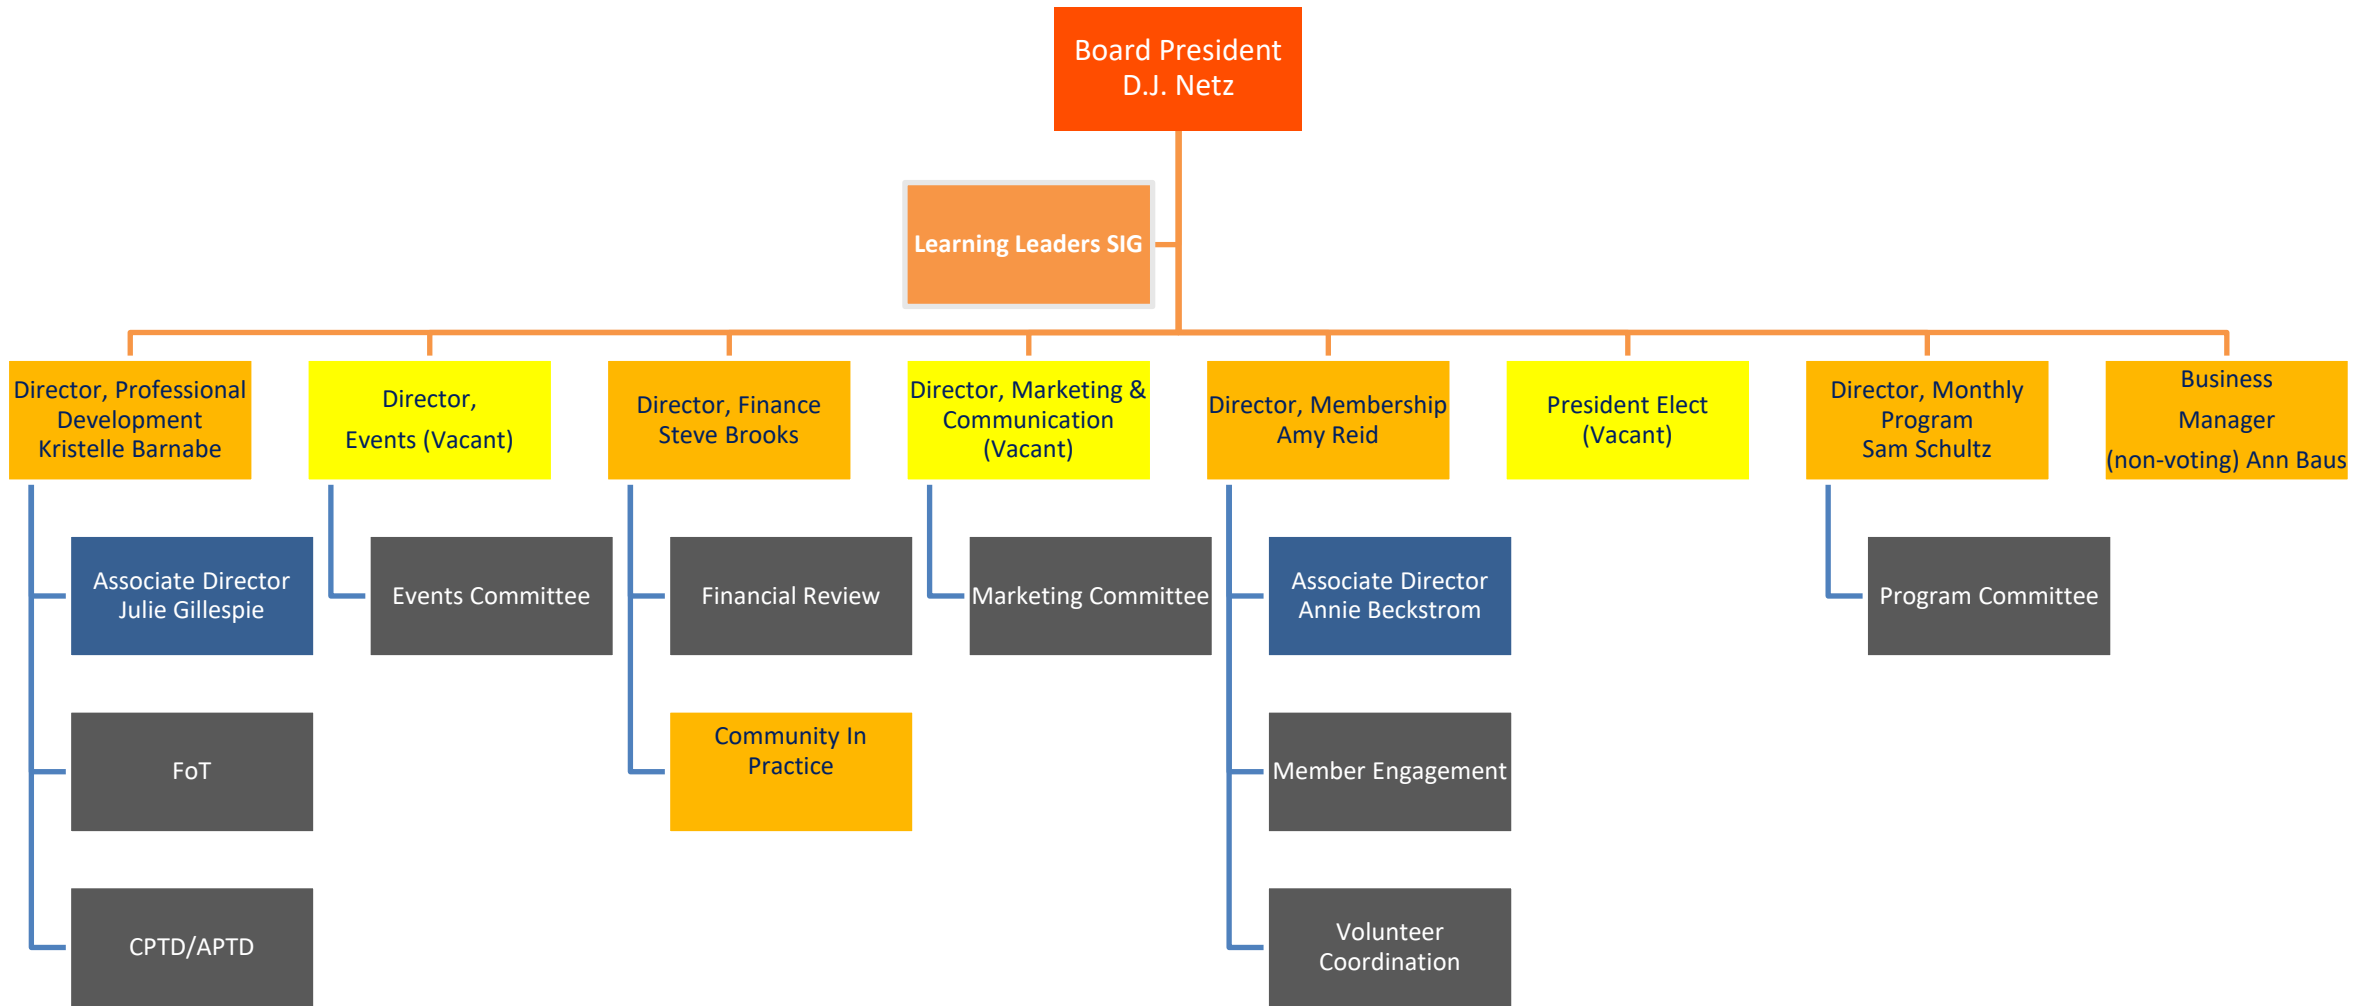 Board President
D.J. Netz
Learning Leaders SIG
Director, Professional
Development
Kristelle Barnabe
Director,
Events (Vacant)
Director, Finance
Steve Brooks
Director, Marketing &
Communication
(Vacant)
Director, Membership
Amy Reid
President Elect
(Vacant)
Director, Monthly
Program
Sam Schultz
Business
Manager
(non-voting) Ann Baus
Associate Director
Julie Gillespie
Events Committee
Financial Review
Marketing Committee
Associate Director
Annie Beckstrom
Program Committee
FoT
Community In
Practice
Member Engagement
CPTD/APTD
Volunteer
Coordination